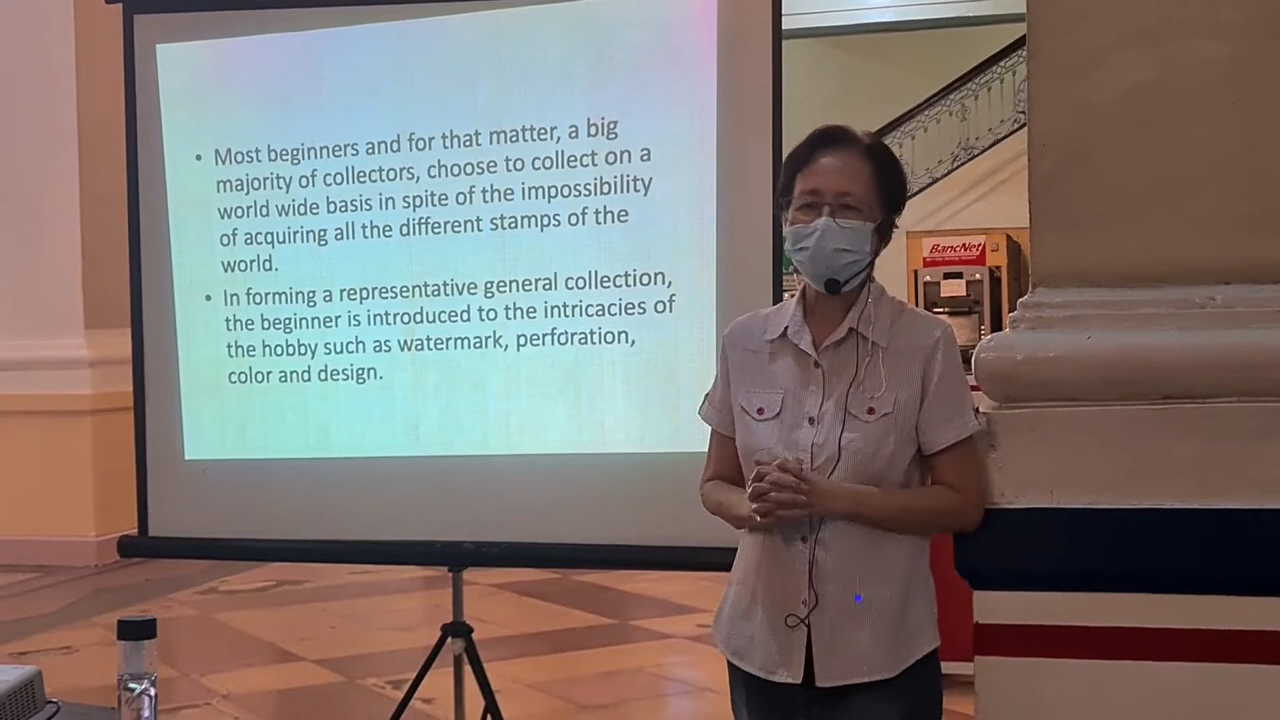 • Most beginners and for that matter, a big
majority of collectors, choose to collect on a
world wide basis in spite of the impossibility
of acquiring all the different stamps of the
world.
• In forming a representative general collection,
the beginner is introduced to the intricacies of
the hobby such as watermark, perforation,
color and design.
BancNet